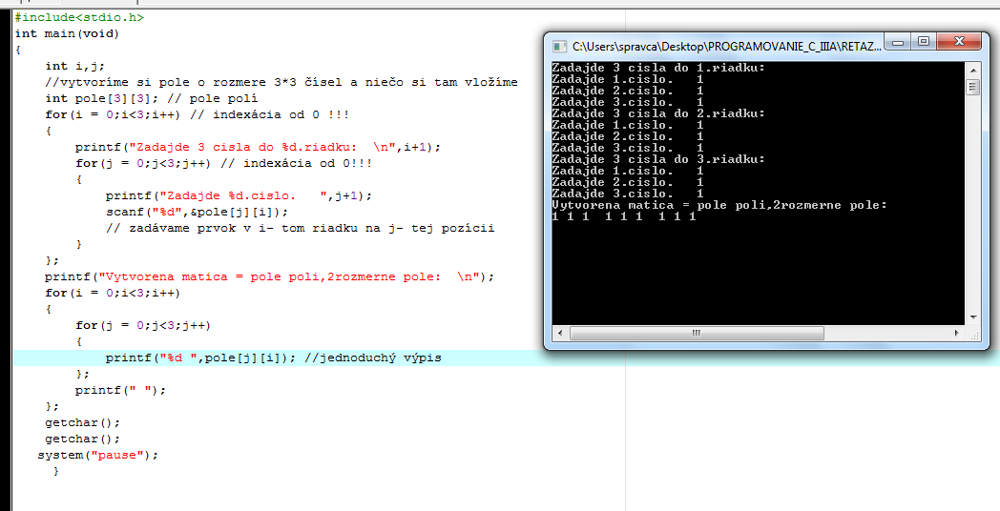 #include<stdio.h>
int main(void)
{
    int i,j;
    //vytvoríme si pole o rozmere 3*3 čísel a niečo si tam vložíme
    int pole[3][3]; // pole polí
    for(i = 0;i<3;i++) // indexácia od 0 !!!
    {
        printf("Zadajde 3 cisla do %d.riadku:  \n",i+1);
        for(j = 0;j<3;j++) // indexácia od 0!!!
        {
            printf("Zadajde %d.cislo.   ",j+1);
            scanf("%d",&pole[j][i]);
            // zadávame prvok v i- tom riadku na j- tej pozícii
        }
    };
    printf("Vytvorena matica = pole poli,2rozmerne pole:  \n");
    for(i = 0;i<3;i++)
    {
        for(j = 0;j<3;j++)
        {
            printf("%d ",pole[j][i]); //jednoduchý výpis
        };
        printf(" ");
    };
    getchar();
    getchar();
   system("pause");
     }
C:\Users\spravca\Desktop\PROGRAMOVANIE_C_IIIA\RETAZ...
Zadajde 3 cisla do 1.riadku:
Zadajde 1.cislo.   1
Zadajde 2.cislo.   1
Zadajde 3.cislo.   1
Zadajde 3 cisla do 2.riadku:
Zadajde 1.cislo.   1
Zadajde 2.cislo.   1
Zadajde 3.cislo.   1
Zadajde 3 cisla do 3.riadku:
Zadajde 1.cislo.   1
Zadajde 2.cislo.   1
Zadajde 3.cislo.   1
Vytvorena matica = pole poli,2rozmerne pole:
1 1 1  1 1 1  1 1 1